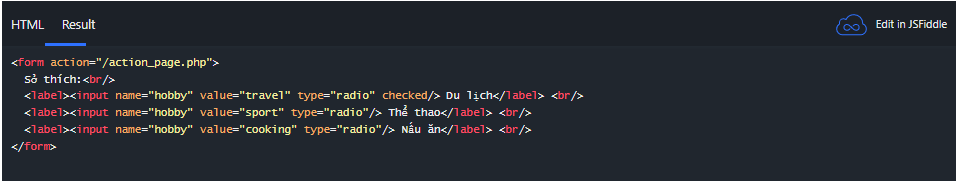 HTML Result Edit in JSFiddle
<form action="/action_page.php">
  Sở thích:<br/>
  <label><input name="hobby" value="travel" type="radio" checked/> Du lịch</label> <br/>
  <label><input name="hobby" value="sport" type="radio"/> Thể thao</label> <br/>
  <label><input name="hobby" value="cooking" type="radio"/> Nấu ăn</label> <br/>
</form>